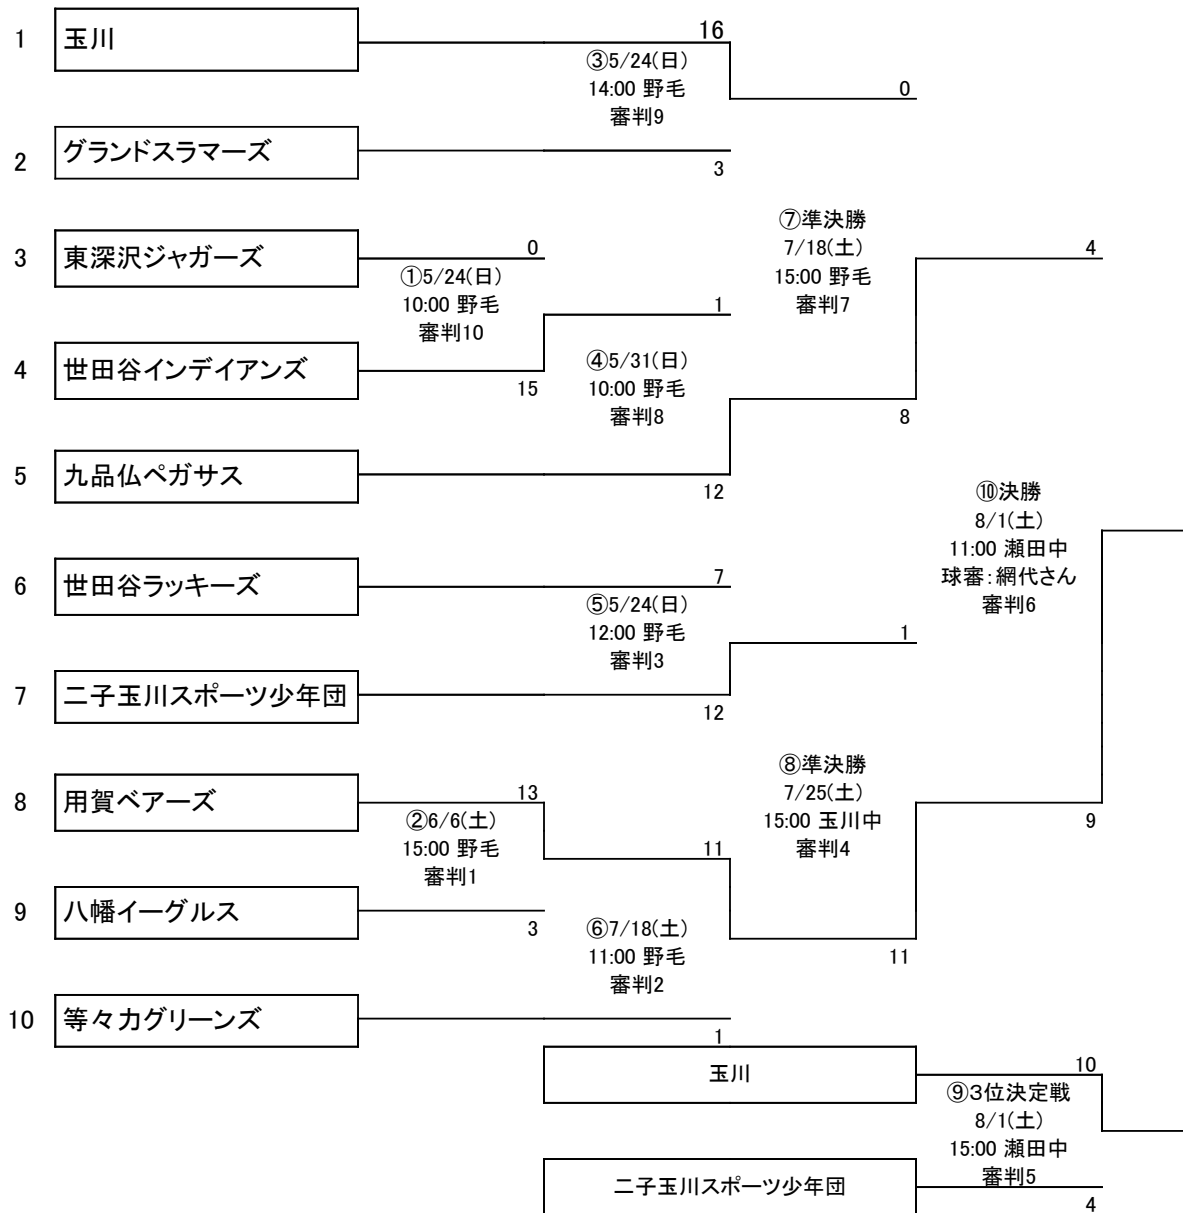 1 玉川
16
③5/24(日)
14:00 野毛
審判9
0
2 グランドスラマーズ
3
⑦準決勝
7/18(土)
15:00 野毛
審判7
3 東深沢ジャガーズ
0
4
①5/24(日)
10:00 野毛
審判10
1
4 世田谷インデイアンズ
15
④5/31(日)
10:00 野毛
審判8
8
5 九品仏ペガサス
12
⑩決勝
8/1(土)
11:00 瀬田中
球審:網代さん
審判6
6 世田谷ラッキーズ
7
⑤5/24(日)
12:00 野毛
審判3
1
7 二子玉川スポーツ少年団
12
⑧準決勝
7/25(土)
15:00 玉川中
審判4
8 用賀ベアーズ
13
9
②6/6(土)
15:00 野毛
審判1
11
9 八幡イーグルス
3
⑥7/18(土)
11:00 野毛
審判2
11
10 等々力グリーンズ
1
玉川
10
⑨3位決定戦
8/1(土)
15:00 瀬田中
審判5
二子玉川スポーツ少年団
4